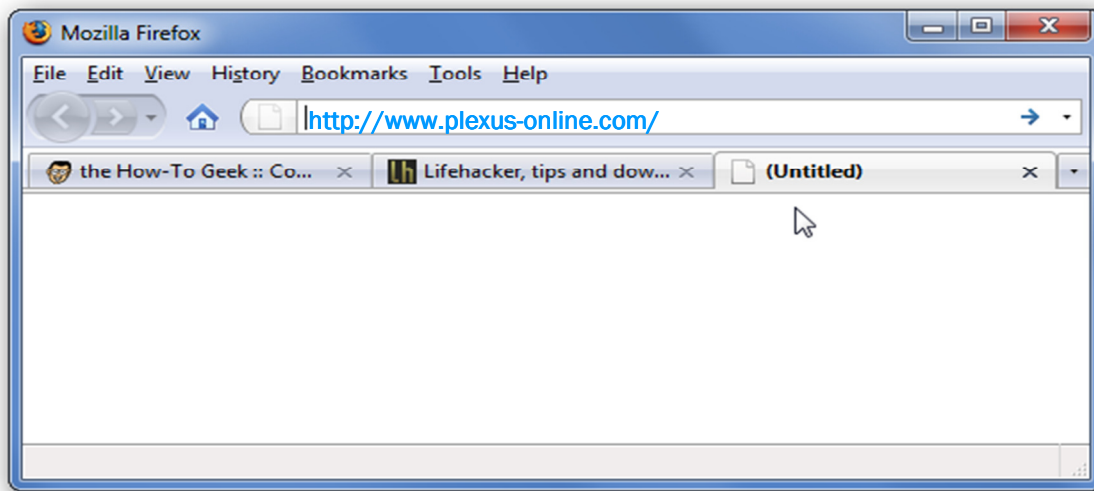 Mozilla Firefox
File Edit View History Bookmarks Tools Help
http://www.plexus-online.com/
the How-To Geek :: Co... Lifehacker, tips and dow... (Untitled)